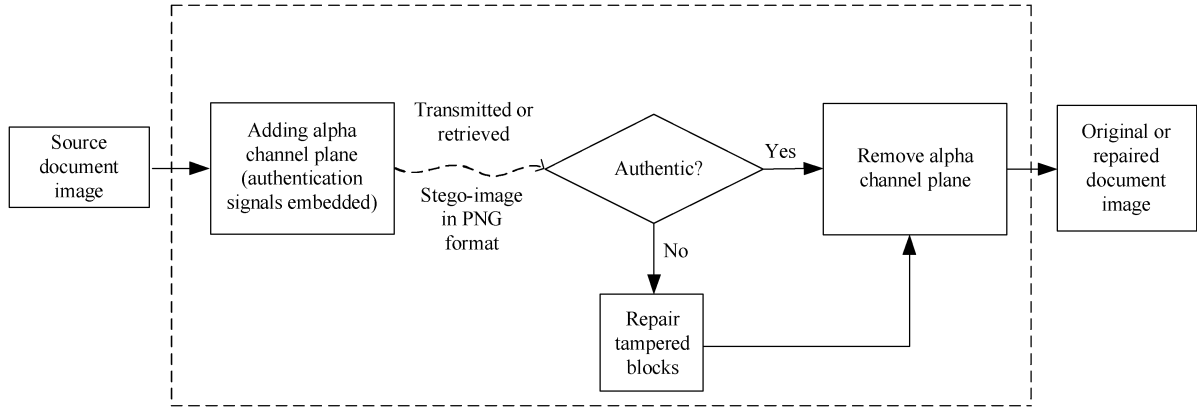 Source
document
image
Adding alpha
channel plane
(authentication
signals embedded)
Transmitted or
retrieved
Stego-image
in PNG
format
Authentic?
Yes
No
Repair
tampered
blocks
Remove alpha
channel plane
Original or
repaired
document
image